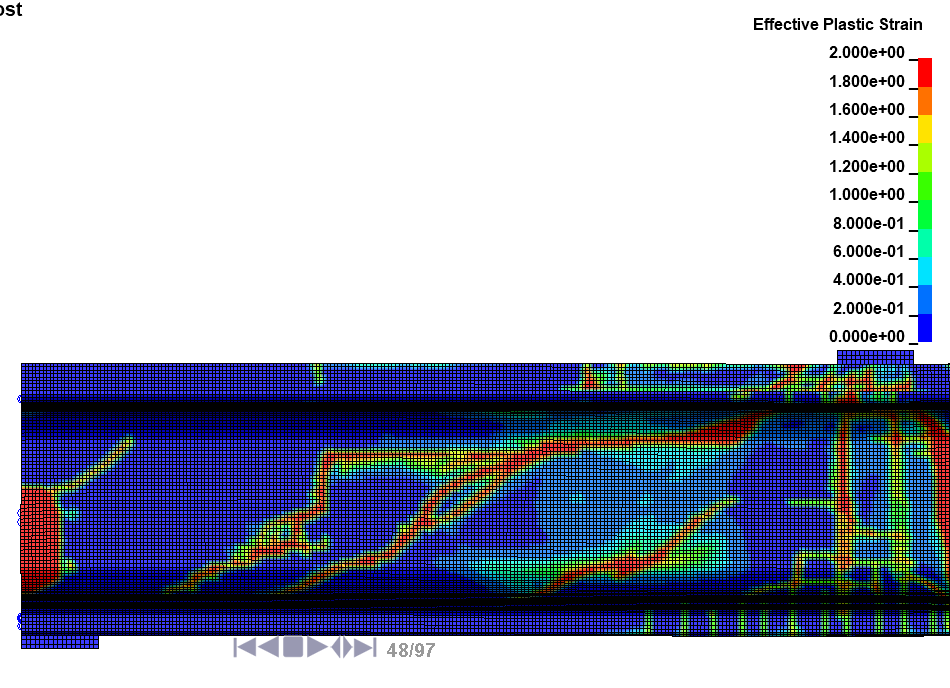 ost
Effective Plastic Strain
2.000e+00
1.800e+00
1.600e+00
1.400e+00
1.200e+00
1.000e+00
8.000e-01
6.000e-01
4.000e-01
2.000e-01
0.000e+00
48/97